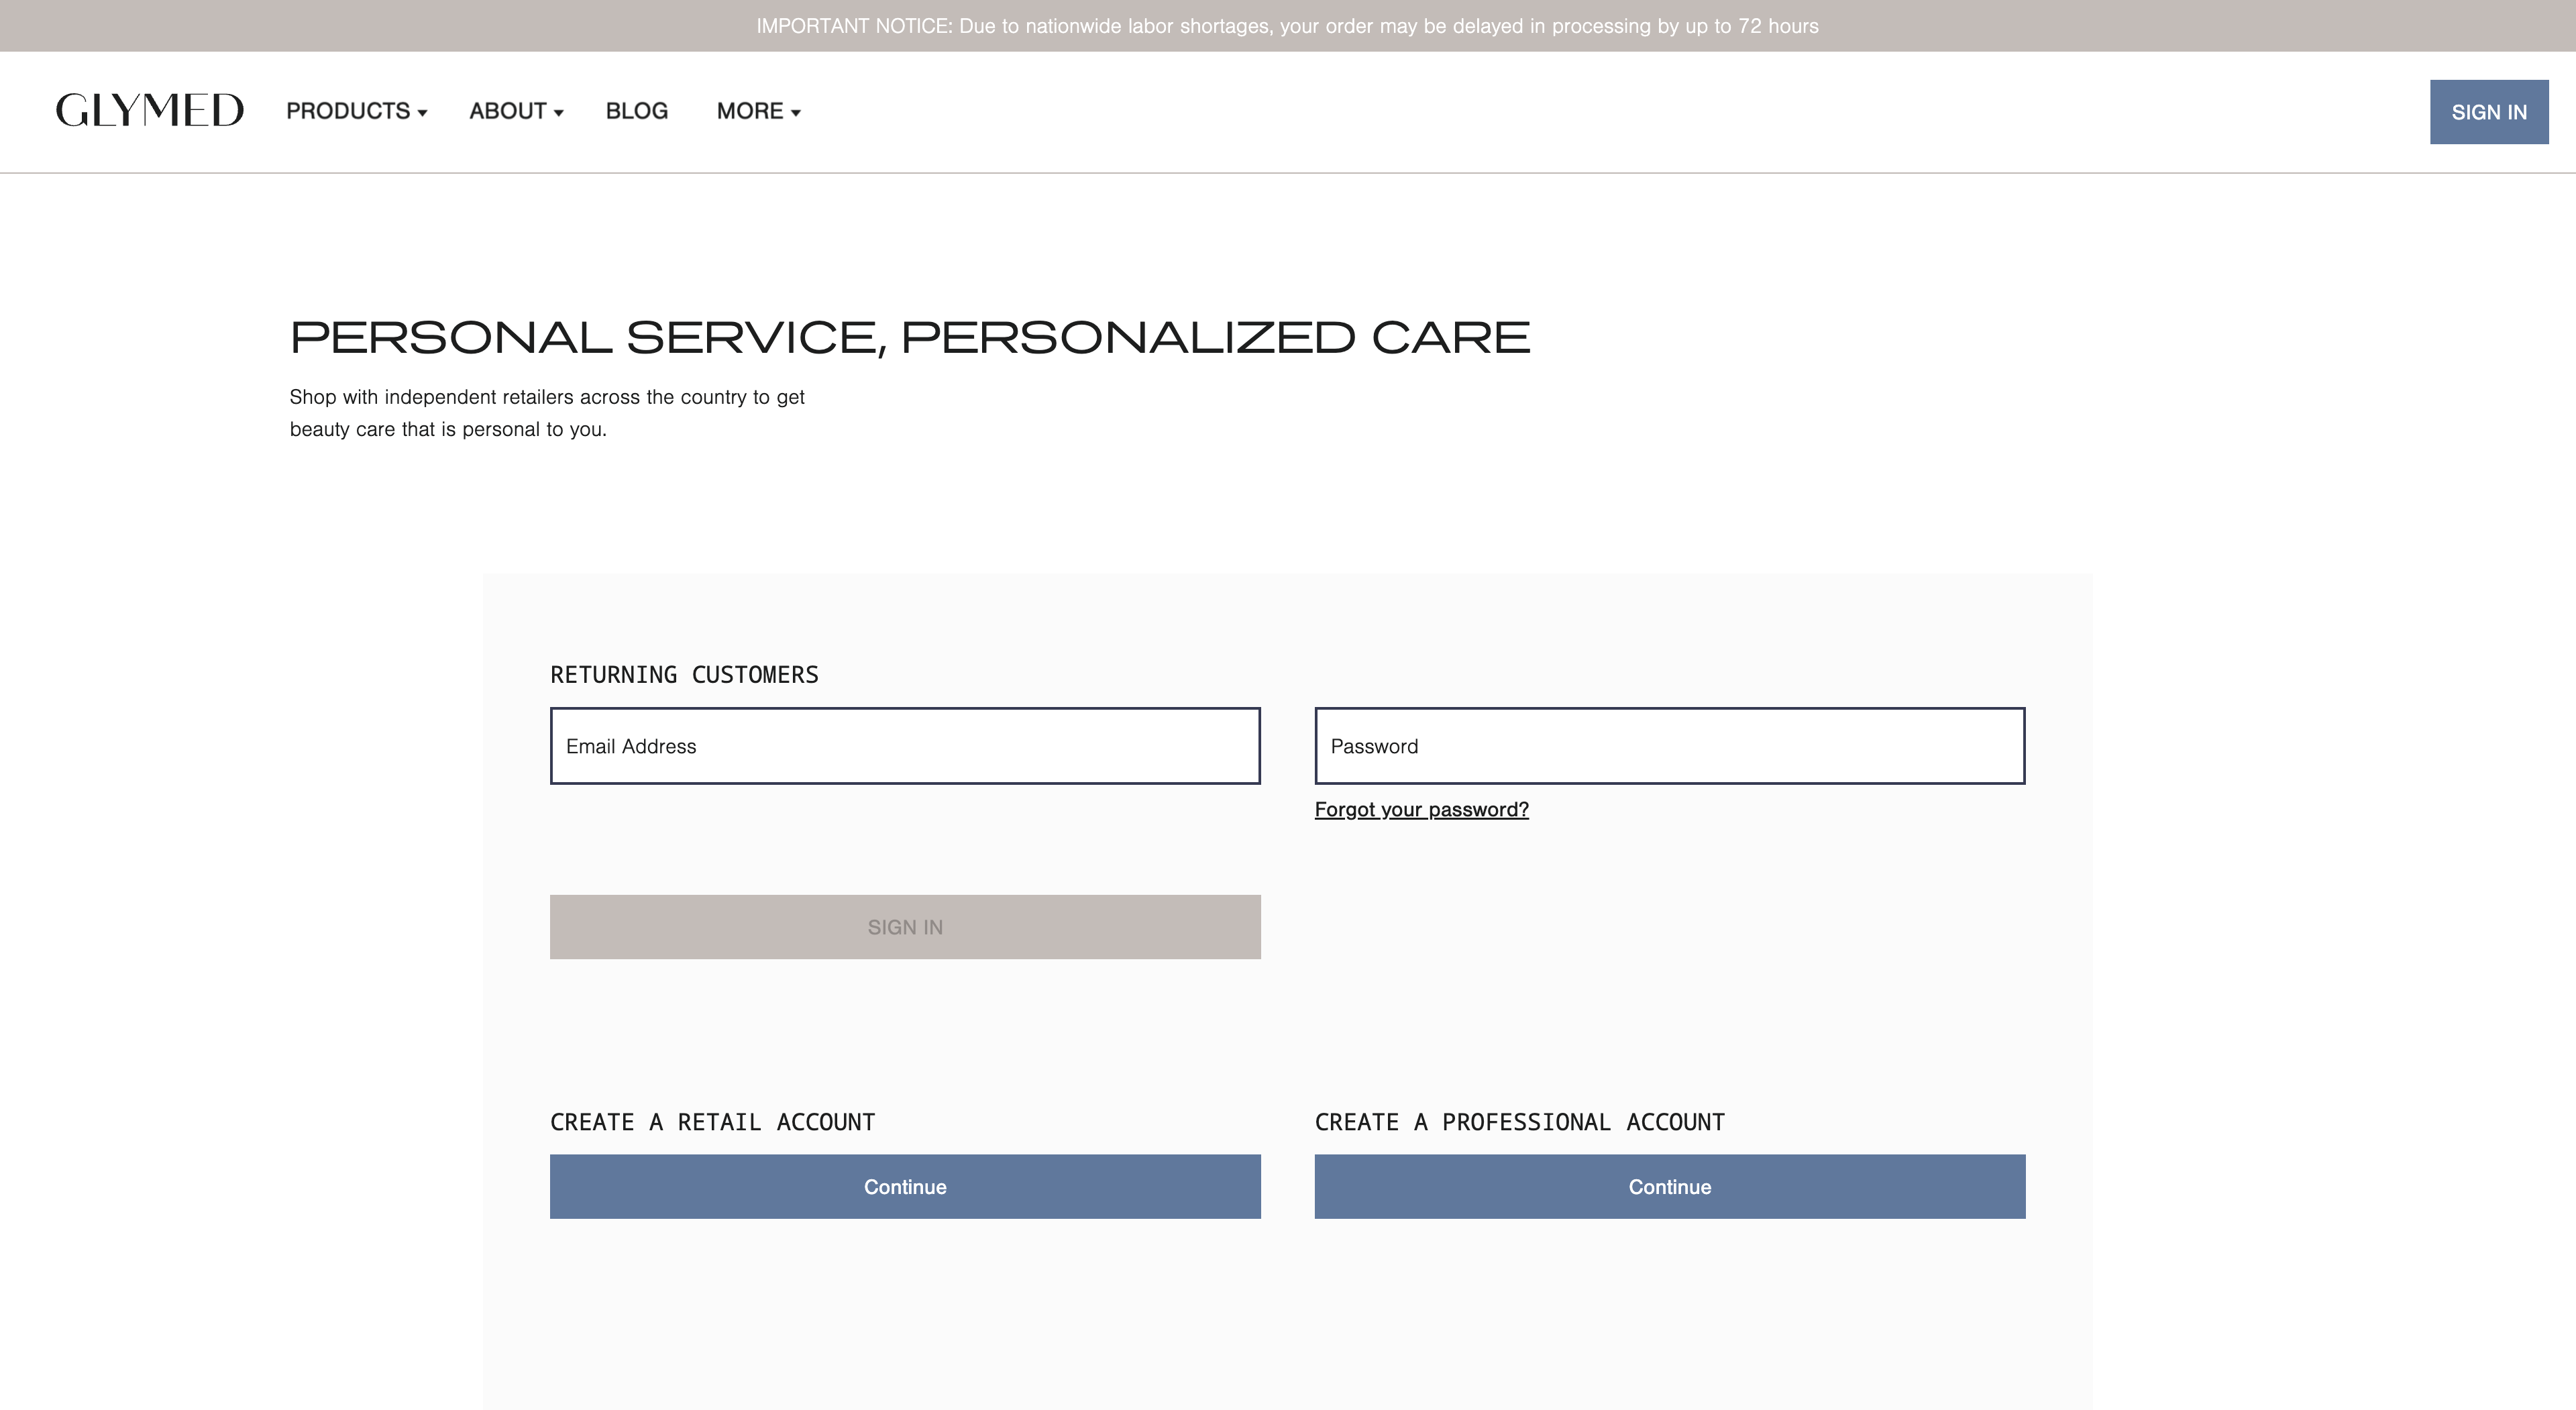 IMPORTANT NOTICE: Due to nationwide labor shortages, your order may be delayed in processing by up to 72 hours
GLYMED
PRODUCTS
ABOUT
BLOG
MORE
SIGN IN
PERSONAL SERVICE, PERSONALIZED CARE
Shop with independent retailers across the country to get
beauty care that is personal to you.
RETURNING CUSTOMERS
Email Address
Password
Forgot your password?
SIGN IN
CREATE A RETAIL ACCOUNT
Continue
CREATE A PROFESSIONAL ACCOUNT
Continue